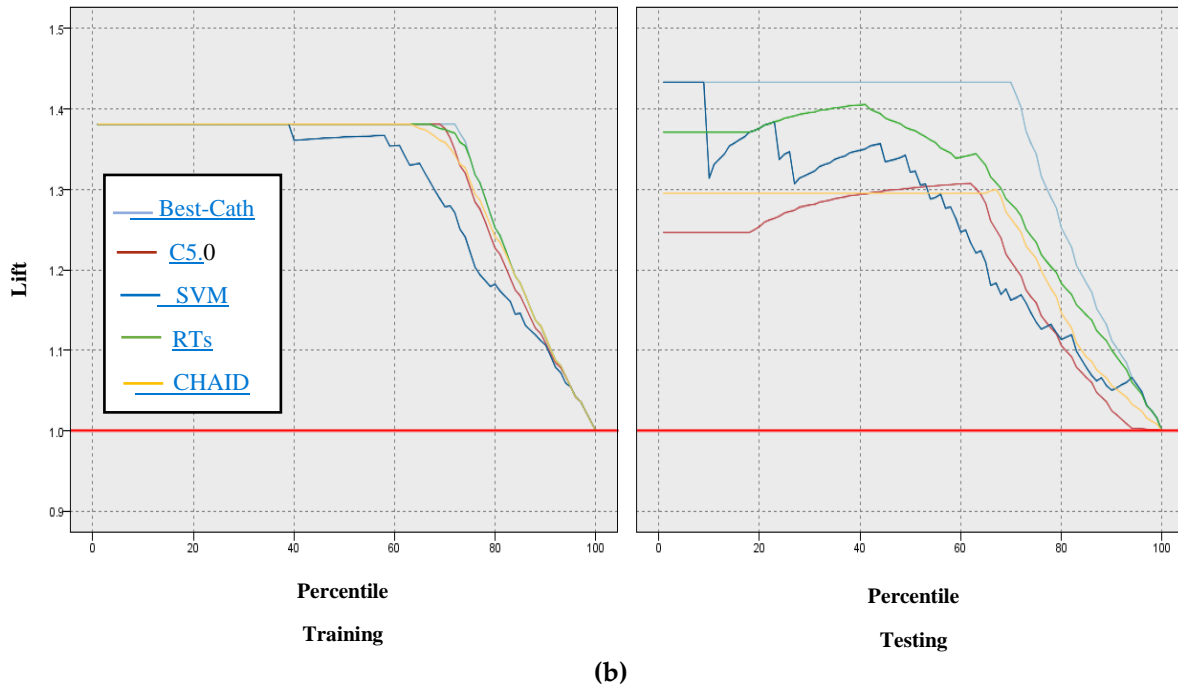 Lift
1.5
1.4
1.3
1.2
1.1
1.0
0.9
Best-Cath
C5.0
SVM
RTs
CHAID
0 20 40 60 80 100
0 20 40 60 80 100
Percentile
Training
Percentile
Testing
(b)